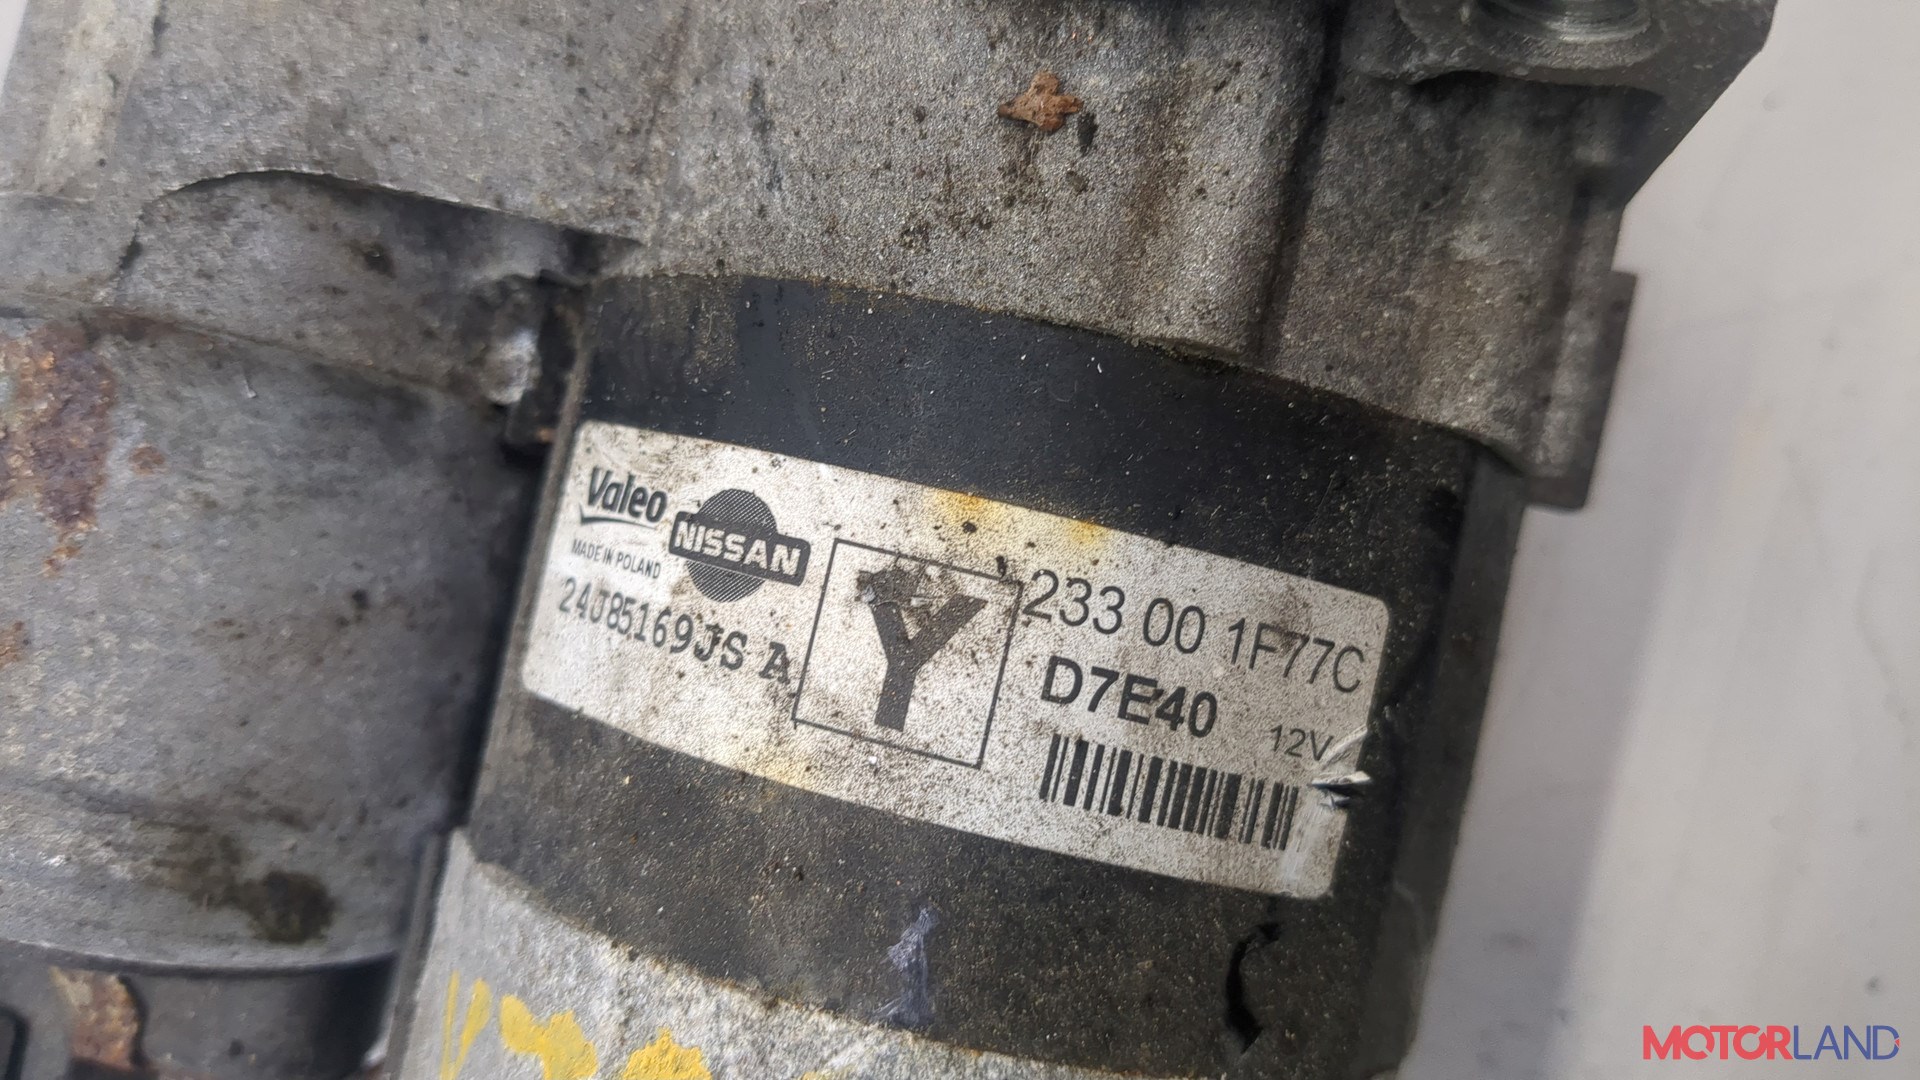 Valeo
NISSAN
MADE IN POLAND
24J85169JS A
Y
233 00 1F77C
D7E40
12V
MOTORLAND